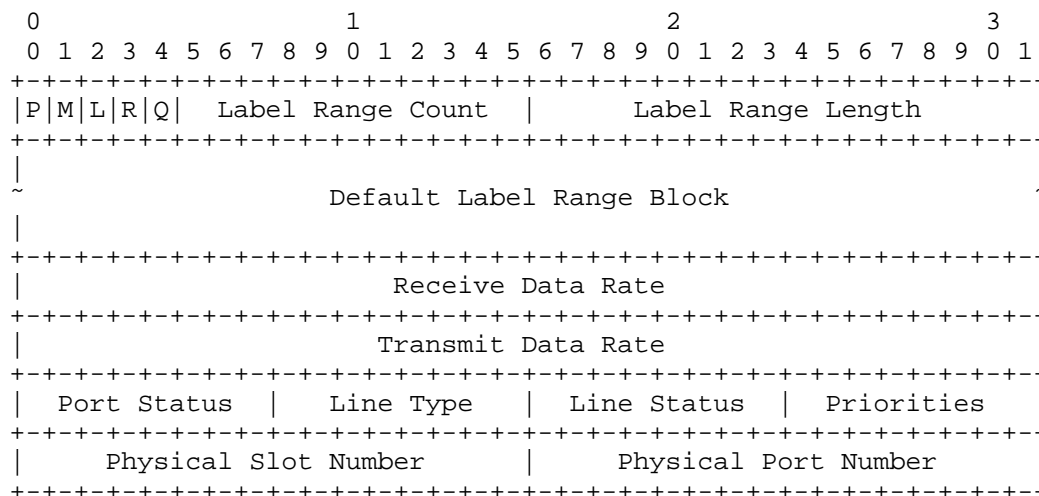 0                   1                   2                   3
 0 1 2 3 4 5 6 7 8 9 0 1 2 3 4 5 6 7 8 9 0 1 2 3 4 5 6 7 8 9 0 1
+-+-+-+-+-+-+-+-+-+-+-+-+-+-+-+-+-+-+-+-+-+-+-+-+-+-+-+-+-+-+-+-
|P|M|L|R|Q|  Label Range Count  |      Label Range Length
+-+-+-+-+-+-+-+-+-+-+-+-+-+-+-+-+-+-+-+-+-+-+-+-+-+-+-+-+-+-+-+-
|
~                   Default Label Range Block                   ~
|
+-+-+-+-+-+-+-+-+-+-+-+-+-+-+-+-+-+-+-+-+-+-+-+-+-+-+-+-+-+-+-+-
|                       Receive Data Rate
+-+-+-+-+-+-+-+-+-+-+-+-+-+-+-+-+-+-+-+-+-+-+-+-+-+-+-+-+-+-+-+-
|                      Transmit Data Rate
+-+-+-+-+-+-+-+-+-+-+-+-+-+-+-+-+-+-+-+-+-+-+-+-+-+-+-+-+-+-+-+-
|  Port Status  |   Line Type   |  Line Status  |  Priorities
+-+-+-+-+-+-+-+-+-+-+-+-+-+-+-+-+-+-+-+-+-+-+-+-+-+-+-+-+-+-+-+-
|     Physical Slot Number      |     Physical Port Number
+-+-+-+-+-+-+-+-+-+-+-+-+-+-+-+-+-+-+-+-+-+-+-+-+-+-+-+-+-+-+-+-